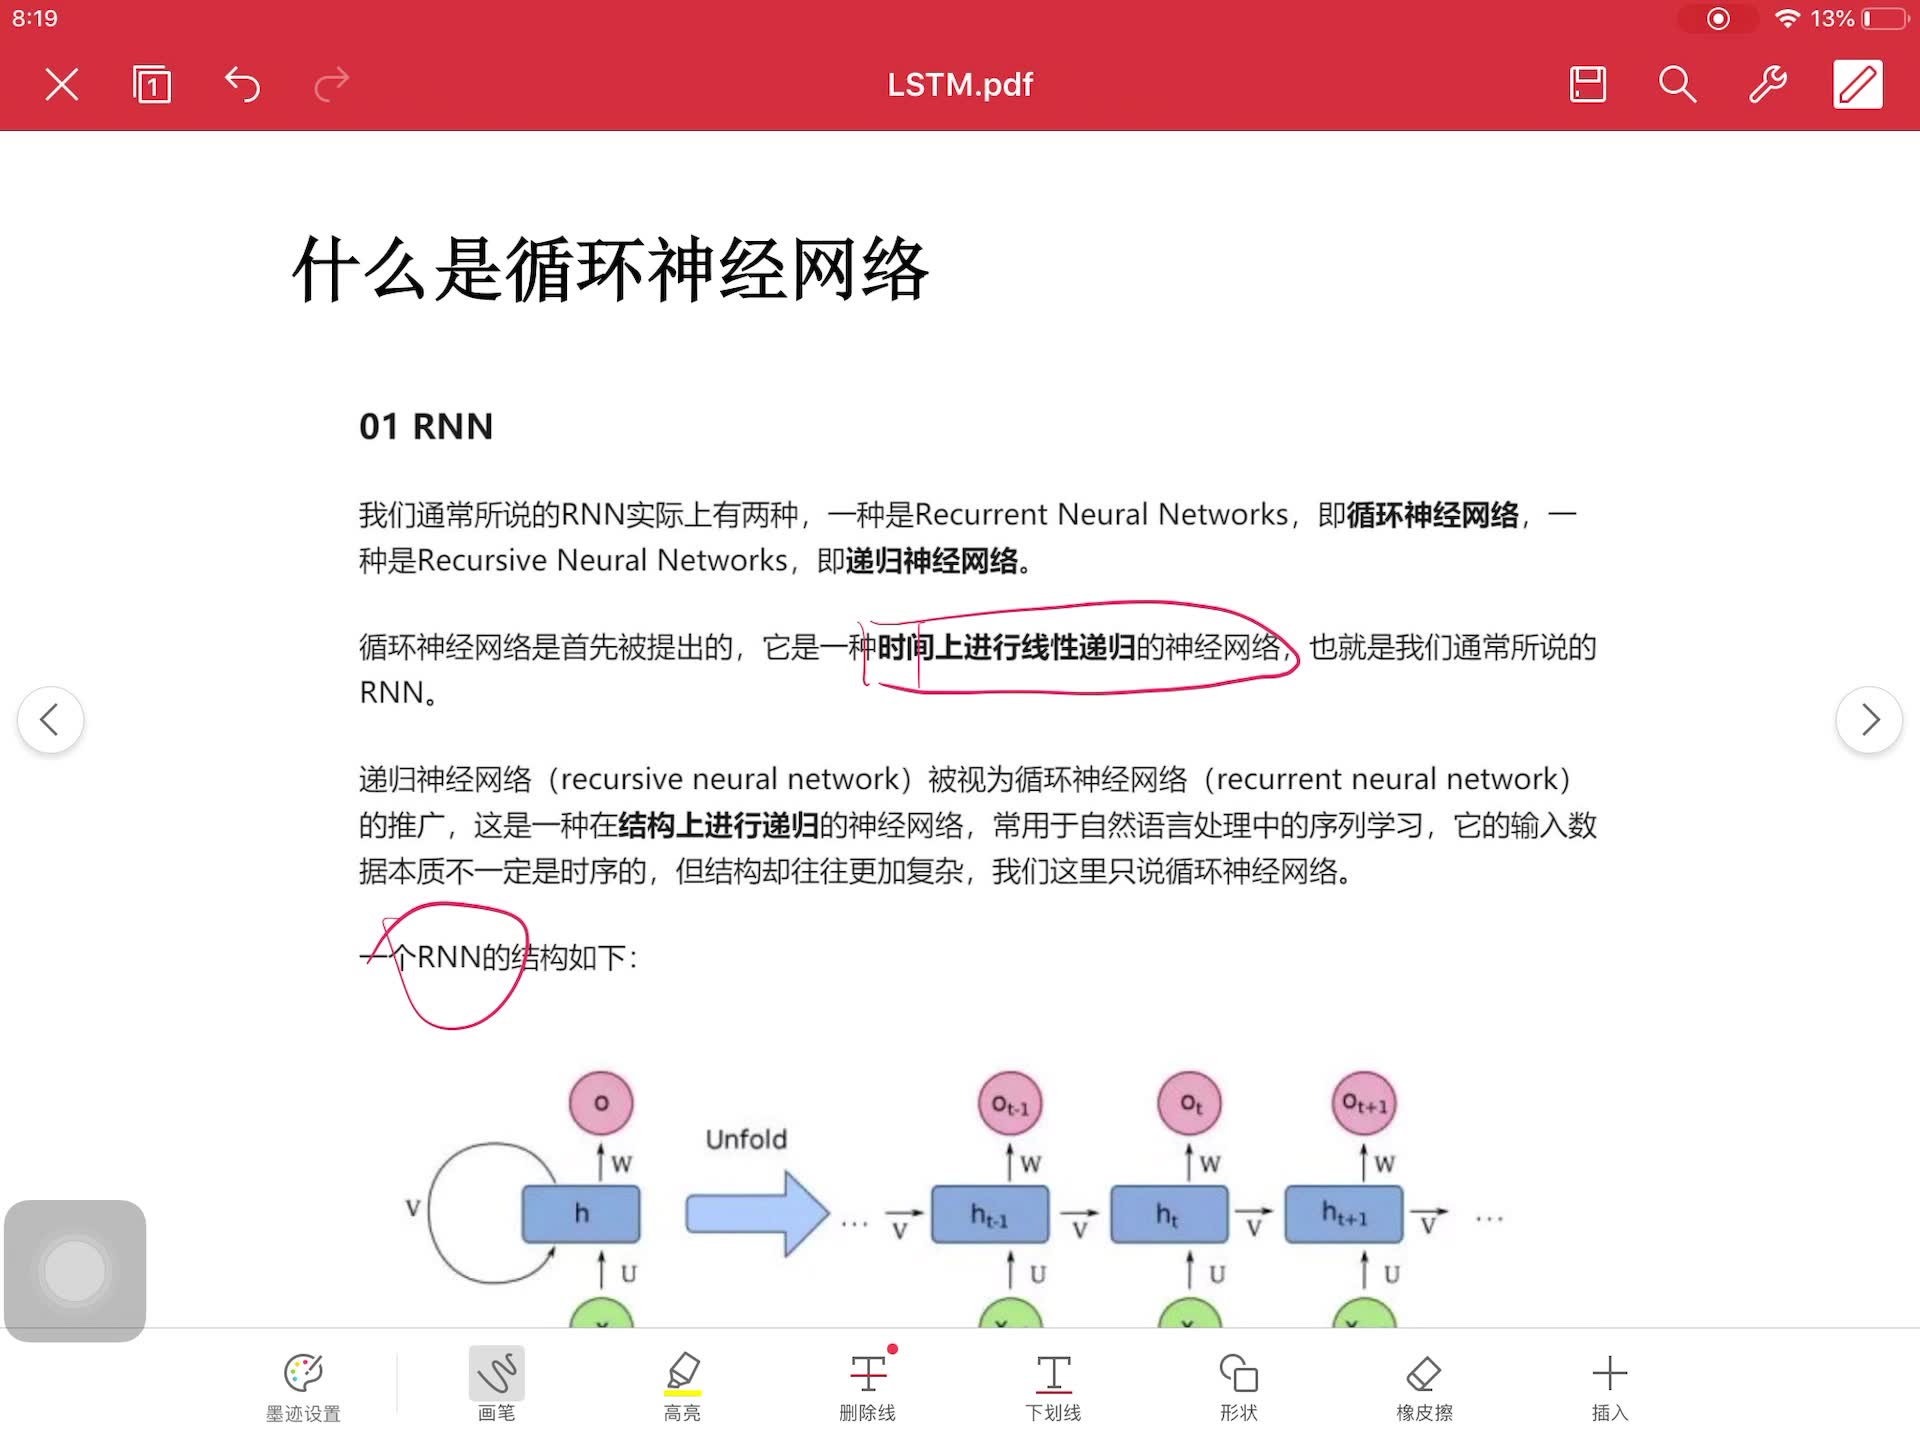 8:19
13%
1
LSTM.pdf
什么是循环神经网络
01 RNN
我们通常所说的RNN实际上有两种，一种是Recurrent Neural Networks，即循环神经网络，一
种是Recursive Neural Networks，即递归神经网络。
循环神经网络是首先被提出的，它是一种时间上进行线性递归的神经网络，也就是我们通常所说的
RNN。
递归神经网络（recursive neural network）被视为循环神经网络（recurrent neural network）
的推广，这是一种在结构上进行递归的神经网络，常用于自然语言处理中的序列学习，它的输入数
据本质不一定是时序的，但结构却往往更加复杂，我们这里只说循环神经网络。
一个RNN的结构如下：
o o_{t-1} o_t o_{t+1}
Unfold
W W W W
V h ... V h_{t-1} V h_t V h_{t+1} V ...
U U U U
墨迹设置 画笔 高亮 删除线 下划线 形状 橡皮擦 插入